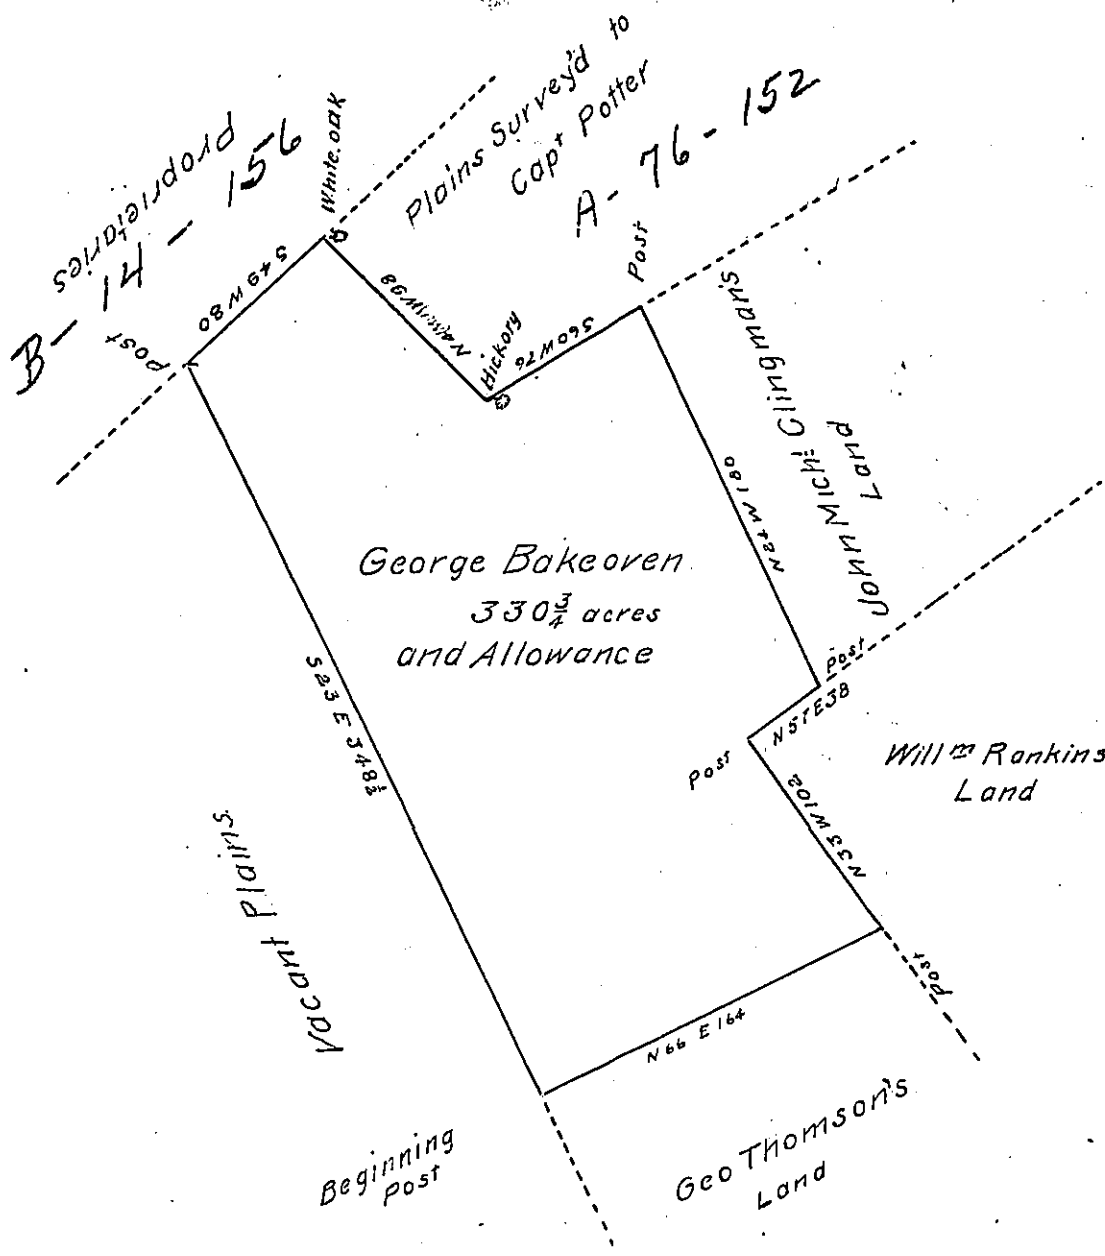 Proprietaries
B - 14 - 156
White.oak
Plains Survey'd to
Capt Potter
A - 76 - 152
Post
S 49 W 80
W 98
Hickory
S 60 W 76
Post
John Michl: Clingman's
Land
N 24 W 180
George Bakeoven
330 3/4 acres
and Allowance
S 23 E 348 1/2
Post
N 57 E 38
Post
Willm Rankins
Land
N 33 W 102
Vacant Plains.
Post
N 66 E 164
Beginning
Post
Geo Thomson's
Land